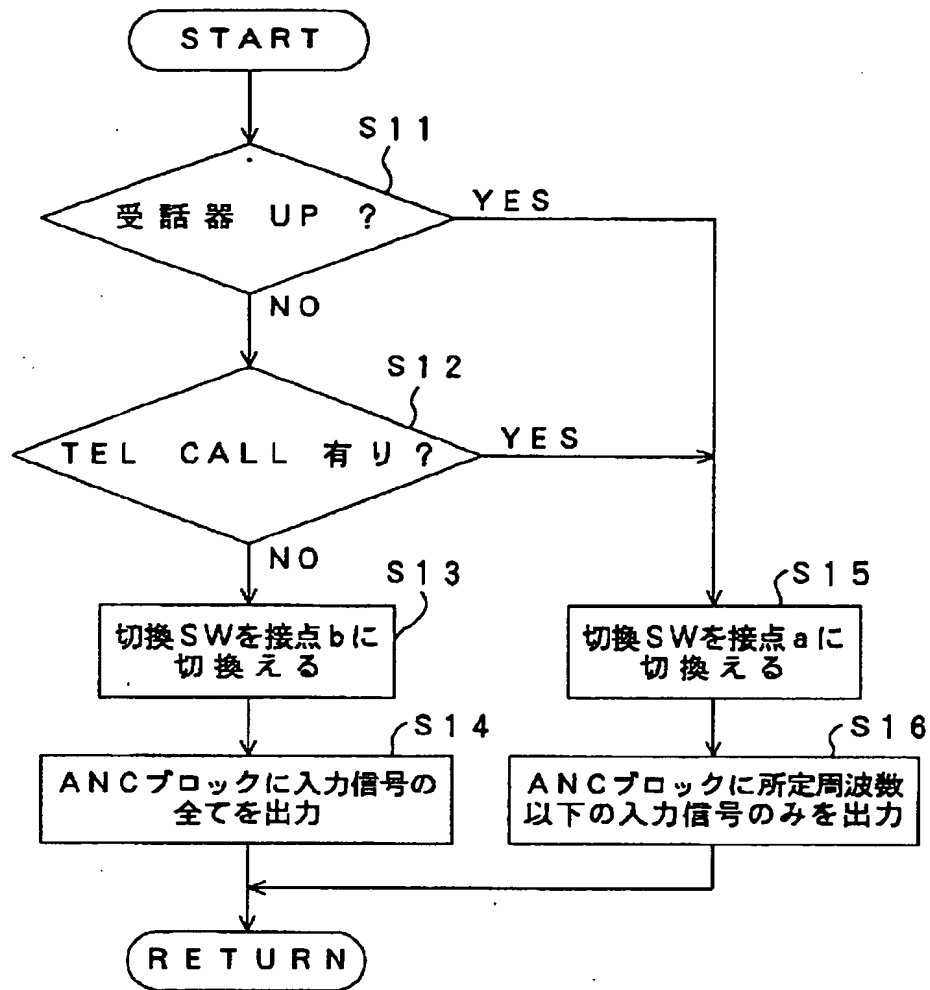 START
S11
受話器 UP ?
YES
NO
S12
TEL CALL 有り?
YES
NO
S13
切換SWを接点bに
切換える
S15
切換SWを接点aに
切換える
S14
ANCブロックに入力信号の
全てを出力
S16
ANCブロックに所定周波数
以下の入力信号のみを出力
RETURN